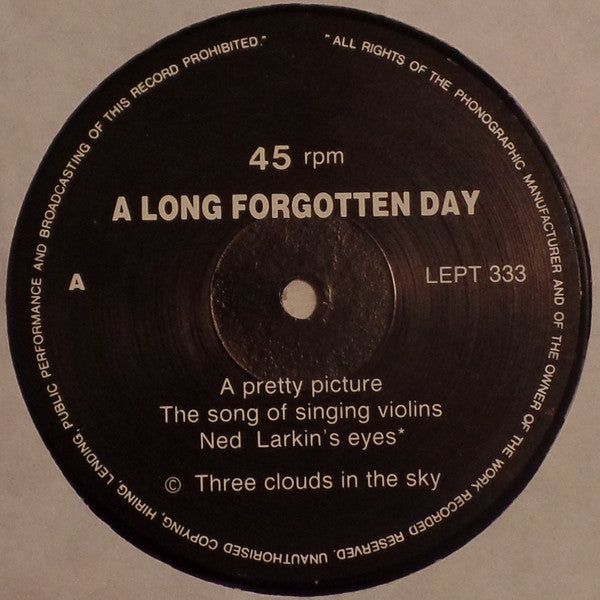 "ALL RIGHTS OF THE PHONOGRAPHIC MANUFACTURER AND OF THE OWNER OF THE WORK RECORDED RESERVED. UNAUTHORISED COPYING, HIRING, LENDING, PUBLIC PERFORMANCE AND BROADCASTING OF THIS RECORD PROHIBITED."
45 rpm
A LONG FORGOTTEN DAY
A
LEPT 333
A pretty picture
The song of singing violins
Ned Larkin's eyes*
© Three clouds in the sky